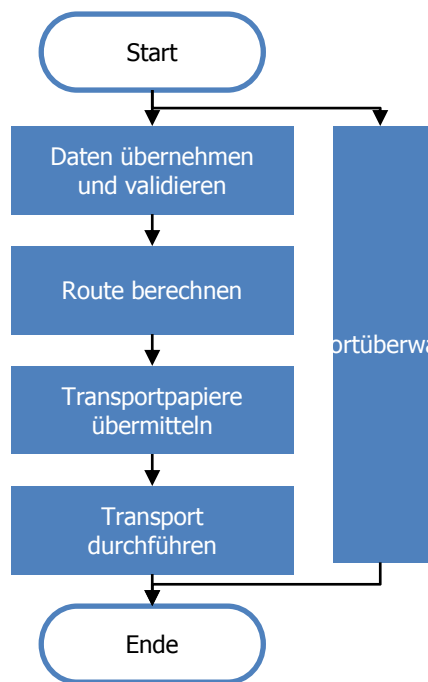 Start
Daten übernehmen
und validieren
Route berechnen
ortüberwa
Transportpapiere
übermitteln
Transport
durchführen
Ende